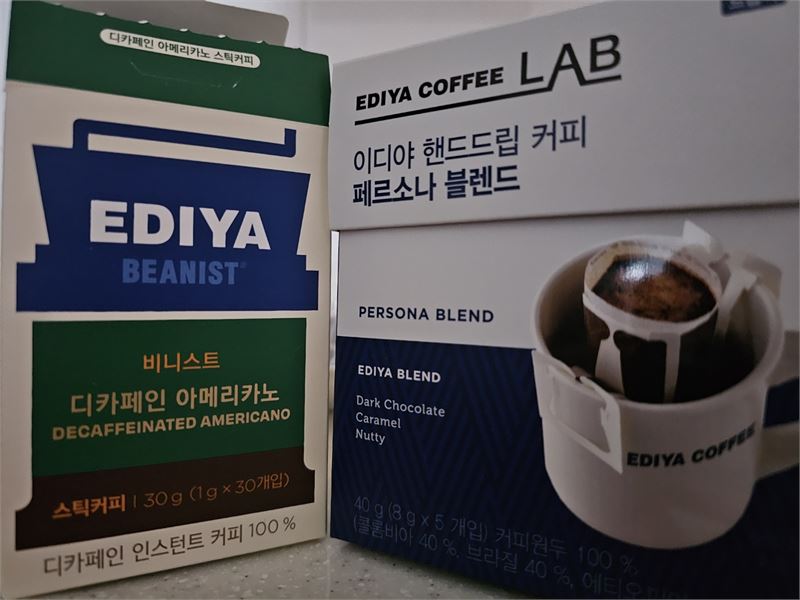 디카페인 아메리카노 스틱커피
EDIYA
BEANIST
비니스트
디카페인 아메리카노
DECAFFEINATED AMERICANO
스틱커피 | 30 g (1 g × 30개입)
디카페인 인스턴트 커피 100 %
EDIYA COFFEE LAB
이디야 핸드드립 커피
페르소나 블렌드
PERSONA BLEND
EDIYA BLEND
Dark Chocolate
Caramel
Nutty
EDIYA COFFEE
40 g (8 g × 5 개입) 커피원두 100 %
(콜롬비아 40 %, 브라질 40 %,